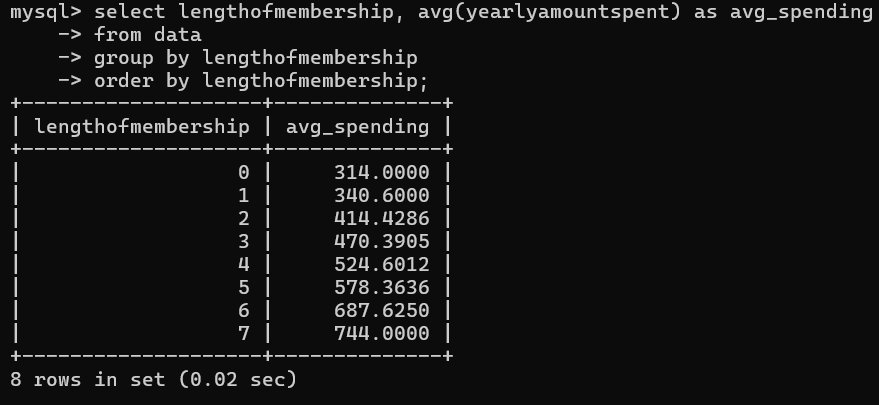 mysql> select lengthofmembership, avg(yearlyamountspent) as avg_spending
    -> from data
    -> group by lengthofmembership
    -> order by lengthofmembership;
+--------------------+--------------+
| lengthofmembership | avg_spending |
+--------------------+--------------+
|                  0 |     314.0000 |
|                  1 |     340.6000 |
|                  2 |     414.4286 |
|                  3 |     470.3905 |
|                  4 |     524.6012 |
|                  5 |     578.3636 |
|                  6 |     687.6250 |
|                  7 |     744.0000 |
+--------------------+--------------+
8 rows in set (0.02 sec)